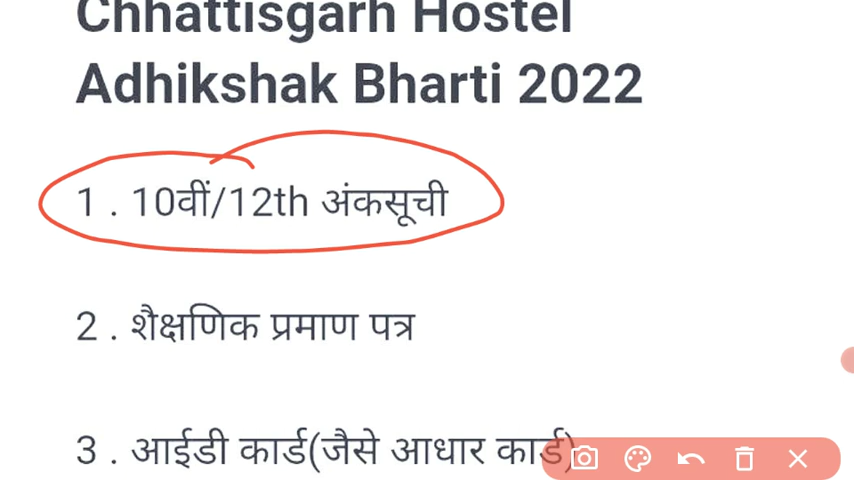 Chhattisgarh Hostel
Adhikshak Bharti 2022
1 . 10वीं/12th अंकसूची
2 . शैक्षणिक प्रमाण पत्र
3 . आईडी कार्ड(जैसे आधार कार्ड)